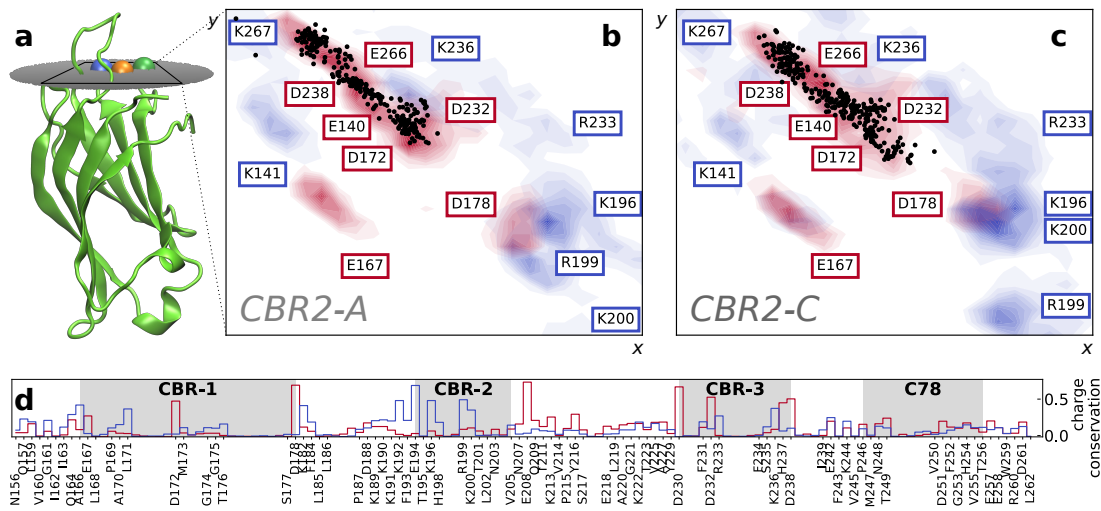 a
y
K267
E266
K236
b
D238
D232
E140
R233
D172
K141
D178
K196
E167
R199
CBR2-A
K200
x
y
K267
E266
K236
c
D238
D232
E140
R233
D172
K141
D178
K196
K200
E167
R199
CBR2-C
x
d
CBR-1
CBR-2
CBR-3
C78
0.5
0.0
charge
conservation
N156
L159
V160
G161
I162
I163
A166
E167
L168
P169
A170
L171
D172
M173
G174
G175
T176
S177
D178
K182
F184
L185
L186
P187
D188
K189
K190
K191
K192
F193
E194
T195
K196
H198
R199
K200
T201
L202
N203
V205
N207
E208
K213
V214
P215
Y216
S217
E218
L219
A220
G221
K222
T223
Y229
D230
F231
D232
R233
F234
S235
K236
H237
D238
E242
F243
K244
V245
P246
M247
N248
T249
V250
D251
F252
G253
H254
V255
T256
E257
E258
W259
R260
D261
L262